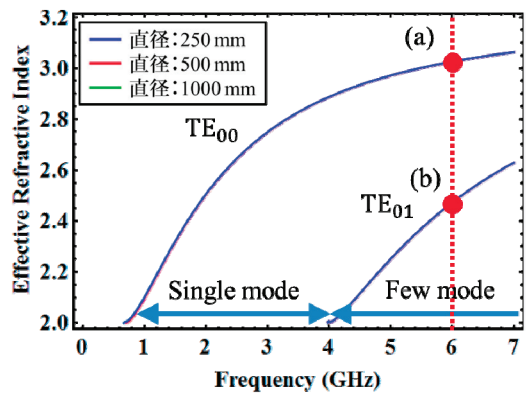 3.2
直径：250 mm
直径：500 mm
直径：1000 mm
(a)
3.0
2.8
TE₀₀
2.6
(b)
TE₀₁
2.4
2.2
Single mode
Few mode
2.0
0 1 2 3 4 5 6 7
Frequency (GHz)
Effective Refractive Index